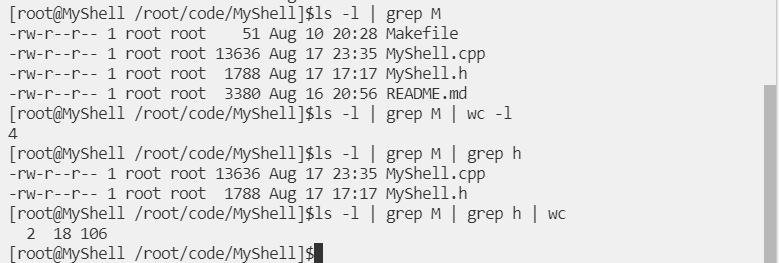 [root@MyShell /root/code/MyShell]$ls -l | grep M
-rw-r--r-- 1 root root    51 Aug 10 20:28 Makefile
-rw-r--r-- 1 root root 13636 Aug 17 23:35 MyShell.cpp
-rw-r--r-- 1 root root  1788 Aug 17 17:17 MyShell.h
-rw-r--r-- 1 root root  3380 Aug 16 20:56 README.md
[root@MyShell /root/code/MyShell]$ls -l | grep M | wc -l
4
[root@MyShell /root/code/MyShell]$ls -l | grep M | grep h
-rw-r--r-- 1 root root 13636 Aug 17 23:35 MyShell.cpp
-rw-r--r-- 1 root root  1788 Aug 17 17:17 MyShell.h
[root@MyShell /root/code/MyShell]$ls -l | grep M | grep h | wc
  2  18 106
[root@MyShell /root/code/MyShell]$